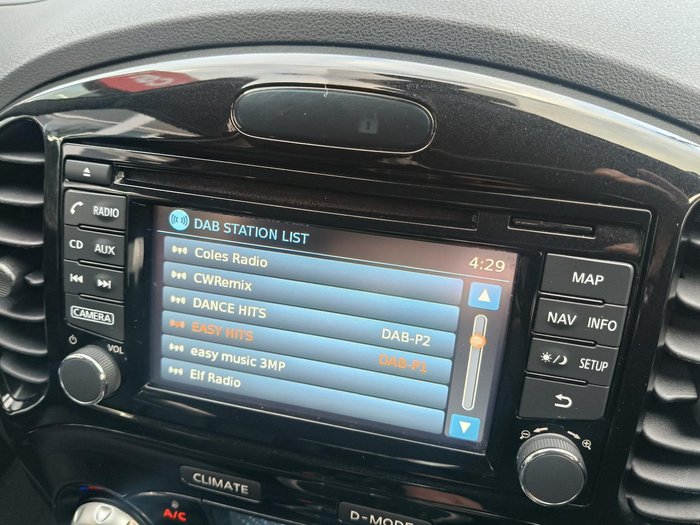 RADIO
CD AUX
CAMERA
VOL
DAB STATION LIST
4:29
Coles Radio
CWRemix
DANCE HITS
EASY HITS DAB-P2
easy music 3MP DAB-P1
Elf Radio
MAP
NAV INFO
SETUP
CLIMATE
D-MODE
A/C